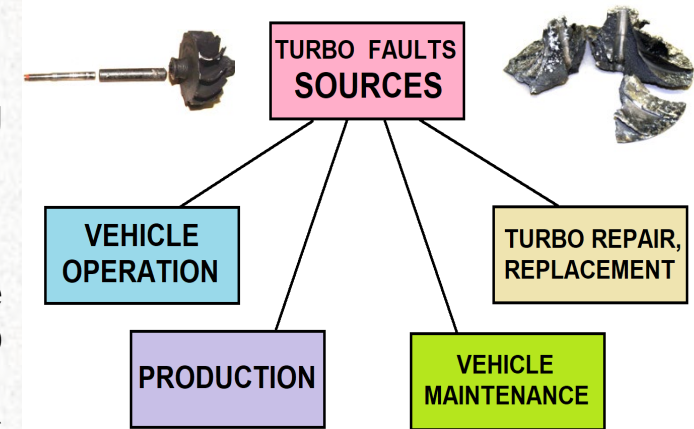 TURBO FAULTS
SOURCES
VEHICLE
OPERATION
TURBO REPAIR,
REPLACEMENT
PRODUCTION
VEHICLE
MAINTENANCE